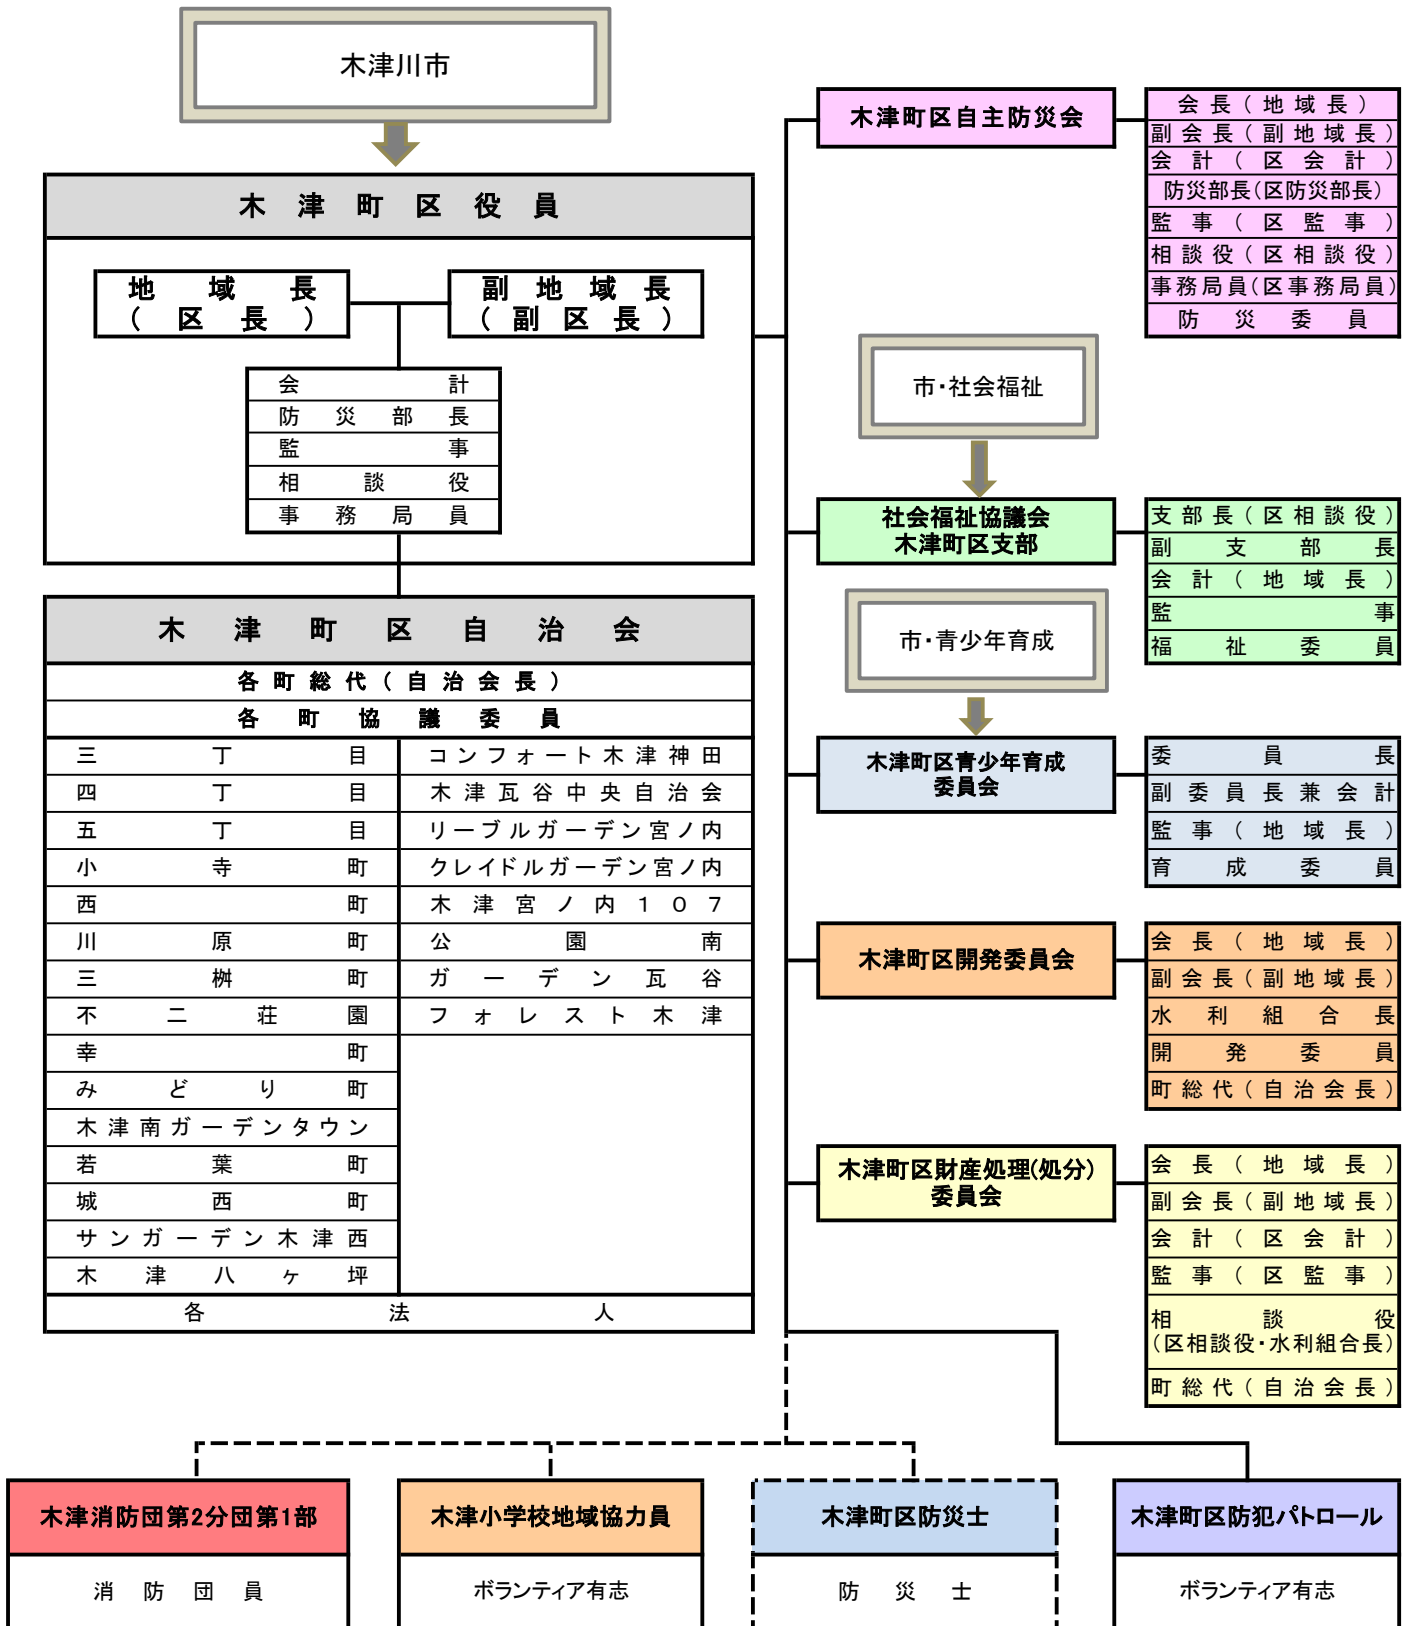 木津川市
木津町区役員
地域長
(区長)
副地域長
(副区長)
会計
防災部長
監事
相談役
事務局員
木津町区自治会
各町総代(自治会長)
各町協議委員
三丁目
四丁目
五丁目
小寺町
西町
川原町
三桝町
不二荘園
幸町
みどり町
木津南ガーデンタウン
若葉町
城西町
サンガーデン木津西
木津八ヶ坪
コンフォート木津神田
木津瓦谷中央自治会
リーブルガーデン宮ノ内
クレイドルガーデン宮ノ内
木津宮ノ内107
公園南
ガーデン瓦谷
フォレスト木津
各法人
木津町区自主防災会
会長(地域長)
副会長(副地域長)
会計(区会計)
防災部長(区防災部長)
監事(区監事)
相談役(区相談役)
事務局員(区事務局員)
防災委員
市・社会福祉
社会福祉協議会
木津町区支部
支部長(区相談役)
副支部長
会計(地域長)
監事
福祉委員
市・青少年育成
木津町区青少年育成
委員会
委員長
副委員長兼会計
監事(地域長)
育成委員
木津町区開発委員会
会長(地域長)
副会長(副地域長)
水利組合長
開発委員
町総代(自治会長)
木津町区財産処理(処分)
委員会
会長(地域長)
副会長(副地域長)
会計(区会計)
監事(区監事)
相談役
(区相談役・水利組合長)
町総代(自治会長)
木津消防団第2分団第1部
消防団員
木津小学校地域協力員
ボランティア有志
木津町区防災士
防災士
木津町区防犯パトロール
ボランティア有志